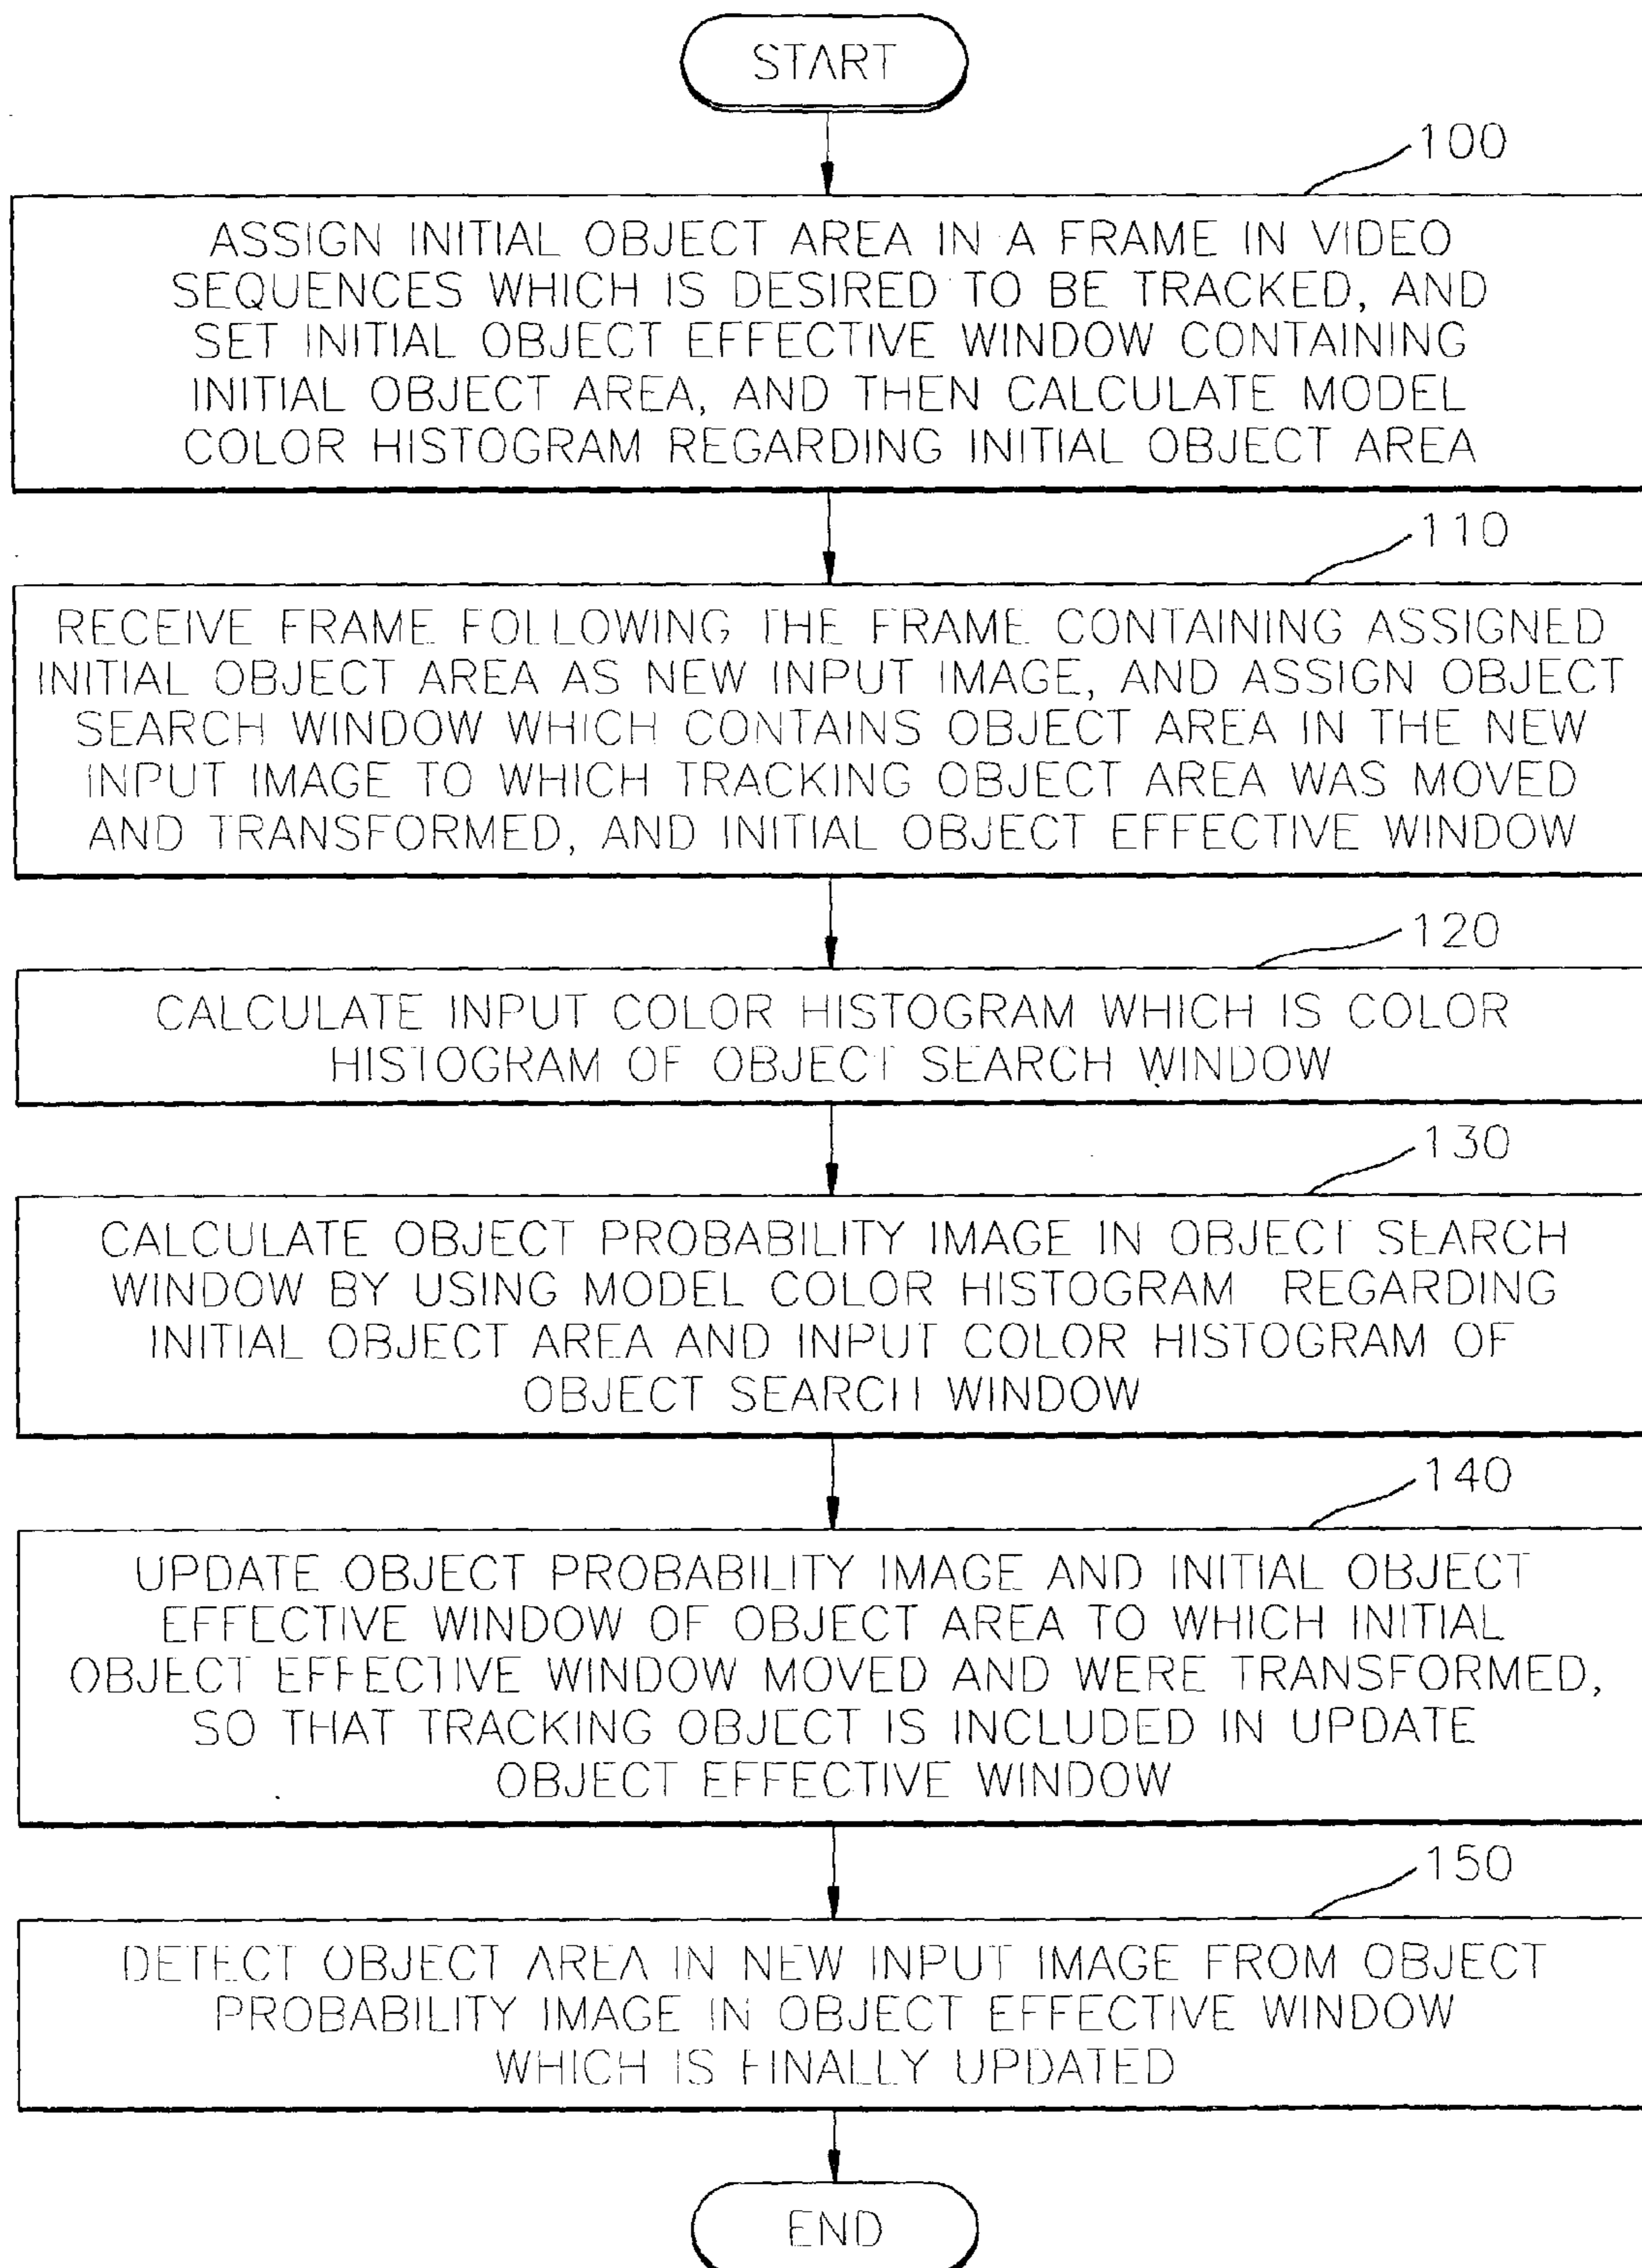 START
100
ASSIGN INITIAL OBJECT AREA IN A FRAME IN VIDEO
SEQUENCES WHICH IS DESIRED TO BE TRACKED, AND
SET INITIAL OBJECT EFFECTIVE WINDOW CONTAINING
INITIAL OBJECT AREA, AND THEN CALCULATE MODEL
COLOR HISTOGRAM REGARDING INITIAL OBJECT AREA
110
RECEIVE FRAME FOLLOWING THE FRAME CONTAINING ASSIGNED
INITIAL OBJECT AREA AS NEW INPUT IMAGE, AND ASSIGN OBJECT
SEARCH WINDOW WHICH CONTAINS OBJECT AREA IN THE NEW
INPUT IMAGE TO WHICH TRACKING OBJECT AREA WAS MOVED
AND TRANSFORMED, AND INITIAL OBJECT EFFECTIVE WINDOW
120
CALCULATE INPUT COLOR HISTOGRAM WHICH IS COLOR
HISTOGRAM OF OBJECT SEARCH WINDOW
130
CALCULATE OBJECT PROBABILITY IMAGE IN OBJECT SEARCH
WINDOW BY USING MODEL COLOR HISTOGRAM REGARDING
INITIAL OBJECT AREA AND INPUT COLOR HISTOGRAM OF
OBJECT SEARCH WINDOW
140
UPDATE OBJECT PROBABILITY IMAGE AND INITIAL OBJECT
EFFECTIVE WINDOW OF OBJECT AREA TO WHICH INITIAL
OBJECT EFFECTIVE WINDOW MOVED AND WERE TRANSFORMED,
SO THAT TRACKING OBJECT IS INCLUDED IN UPDATE
OBJECT EFFECTIVE WINDOW
150
DETECT OBJECT AREA IN NEW INPUT IMAGE FROM OBJECT
PROBABILITY IMAGE IN OBJECT EFFECTIVE WINDOW
WHICH IS FINALLY UPDATED
END